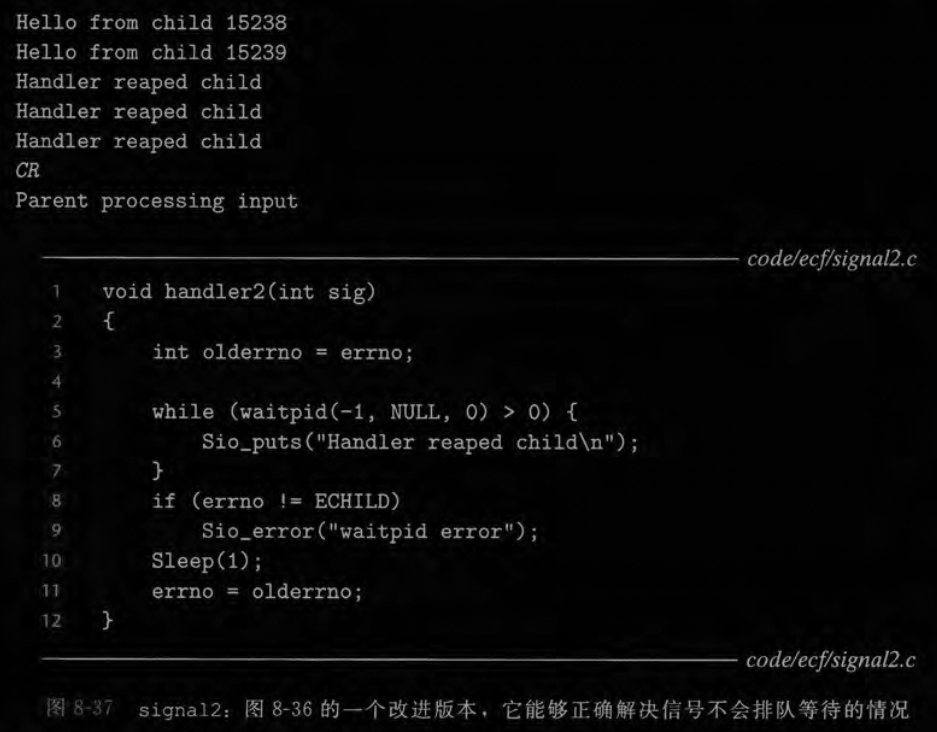 Hello from child 15238
Hello from child 15239
Handler reaped child
Handler reaped child
Handler reaped child
CR
Parent processing input
code/ecf/signal2.c
1 void handler2(int sig)
2 {
3 int olderrno = errno;
4
5 while (waitpid(-1, NULL, 0) > 0) {
6 Sio_puts("Handler reaped child\n");
7 }
8 if (errno != ECHILD)
9 Sio_error("waitpid error");
10 Sleep(1);
11 errno = olderrno;
12 }
code/ecf/signal2.c
图 8-37 signal2：图 8-36 的一个改进版本，它能够正确解决信号不会排队等待的情况